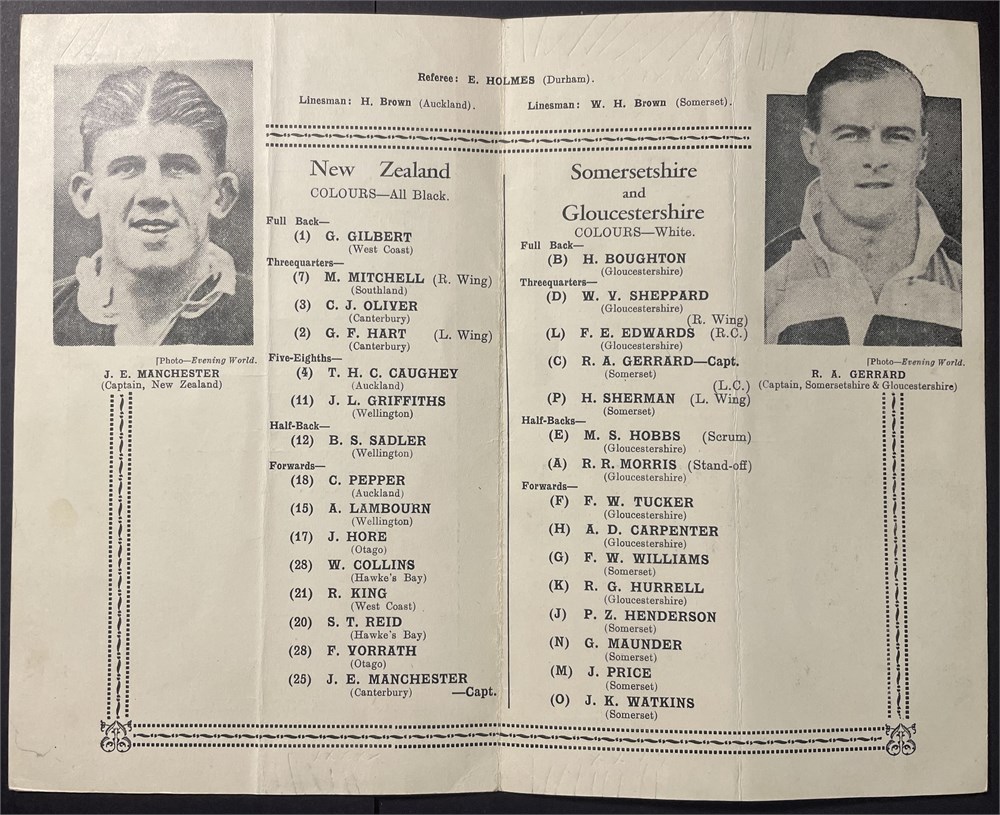 Referee: E. HOLMES (Durham).
Linesman: H. Brown (Auckland).
Linesman: W. H. Brown (Somerset).
[Photo—Evening World.
J. E. MANCHESTER
(Captain, New Zealand)
New Zealand
COLOURS—All Black.
Full Back—
(1) G. GILBERT
(West Coast)
Threequarters—
(7) M. MITCHELL (R. Wing)
(Southland)
(3) C. J. OLIVER
(Canterbury)
(2) G. F. HART (L. Wing)
(Canterbury)
Five-Eighths—
(4) T. H. C. CAUGHEY
(Auckland)
(11) J. L. GRIFFITHS
(Wellington)
Half-Back—
(12) B. S. SADLER
(Wellington)
Forwards—
(18) C. PEPPER
(Auckland)
(15) A. LAMBOURN
(Wellington)
(17) J. HORE
(Otago)
(28) W. COLLINS
(Hawke's Bay)
(21) R. KING
(West Coast)
(20) S. T. REID
(Hawke's Bay)
(28) F. VORRATH
(Otago)
(25) J. E. MANCHESTER
(Canterbury) —Capt.
Somersetshire
and
Gloucestershire
COLOURS—White.
Full Back—
(B) H. BOUGHTON
(Gloucestershire)
Threequarters—
(D) W. V. SHEPPARD
(Gloucestershire)
(R. Wing)
(L) F. E. EDWARDS (R.C.)
(Gloucestershire)
(C) R. A. GERRARD—Capt.
(Somerset)
(L.C.)
(P) H. SHERMAN (L. Wing)
(Somerset)
Half-Backs—
(E) M. S. HOBBS (Scrum)
(Gloucestershire)
(A) R. R. MORRIS (Stand-off)
(Gloucestershire)
Forwards—
(F) F. W. TUCKER
(Gloucestershire)
(H) A. D. CARPENTER
(Gloucestershire)
(G) F. W. WILLIAMS
(Somerset)
(K) R. G. HURRELL
(Gloucestershire)
(J) P. Z. HENDERSON
(Somerset)
(N) G. MAUNDER
(Somerset)
(M) J. PRICE
(Somerset)
(O) J. K. WATKINS
(Somerset)
[Photo—Evening World.
R. A. GERRARD
(Captain, Somersetshire & Gloucestershire)